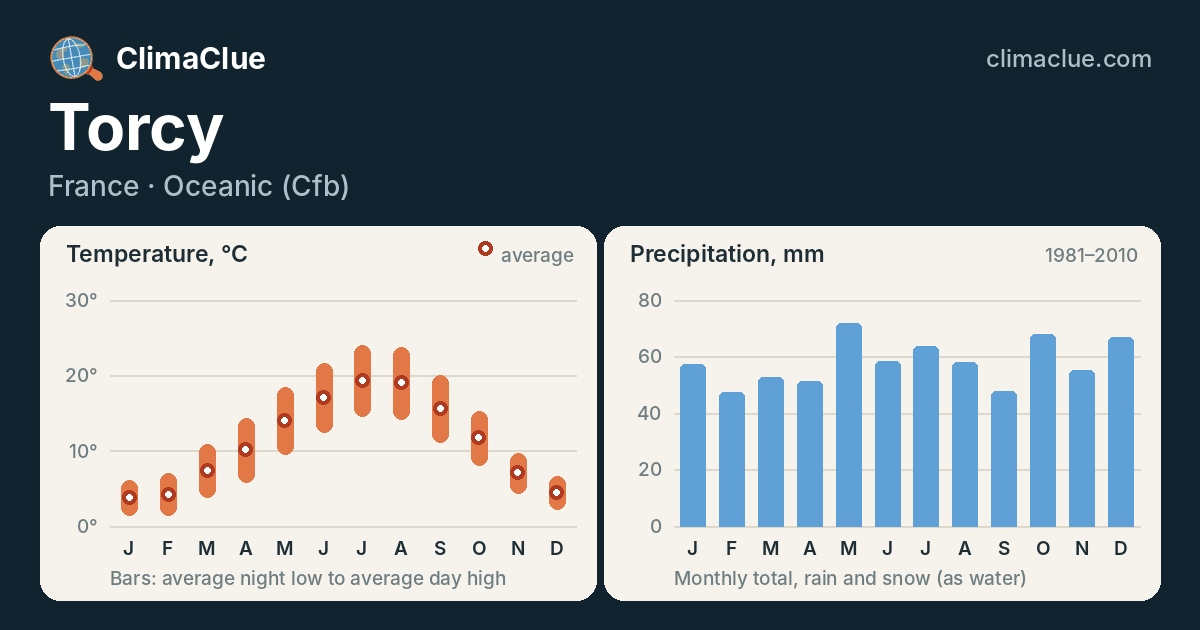 ClimaClue
climaclue.com
Torcy
France · Oceanic (Cfb)
Temperature, °C
average
30°
20°
10°
0°
J F M A M J J A S O N D
Bars: average night low to average day high
Precipitation, mm
1981–2010
80
60
40
20
0
J F M A M J J A S O N D
Monthly total, rain and snow (as water)